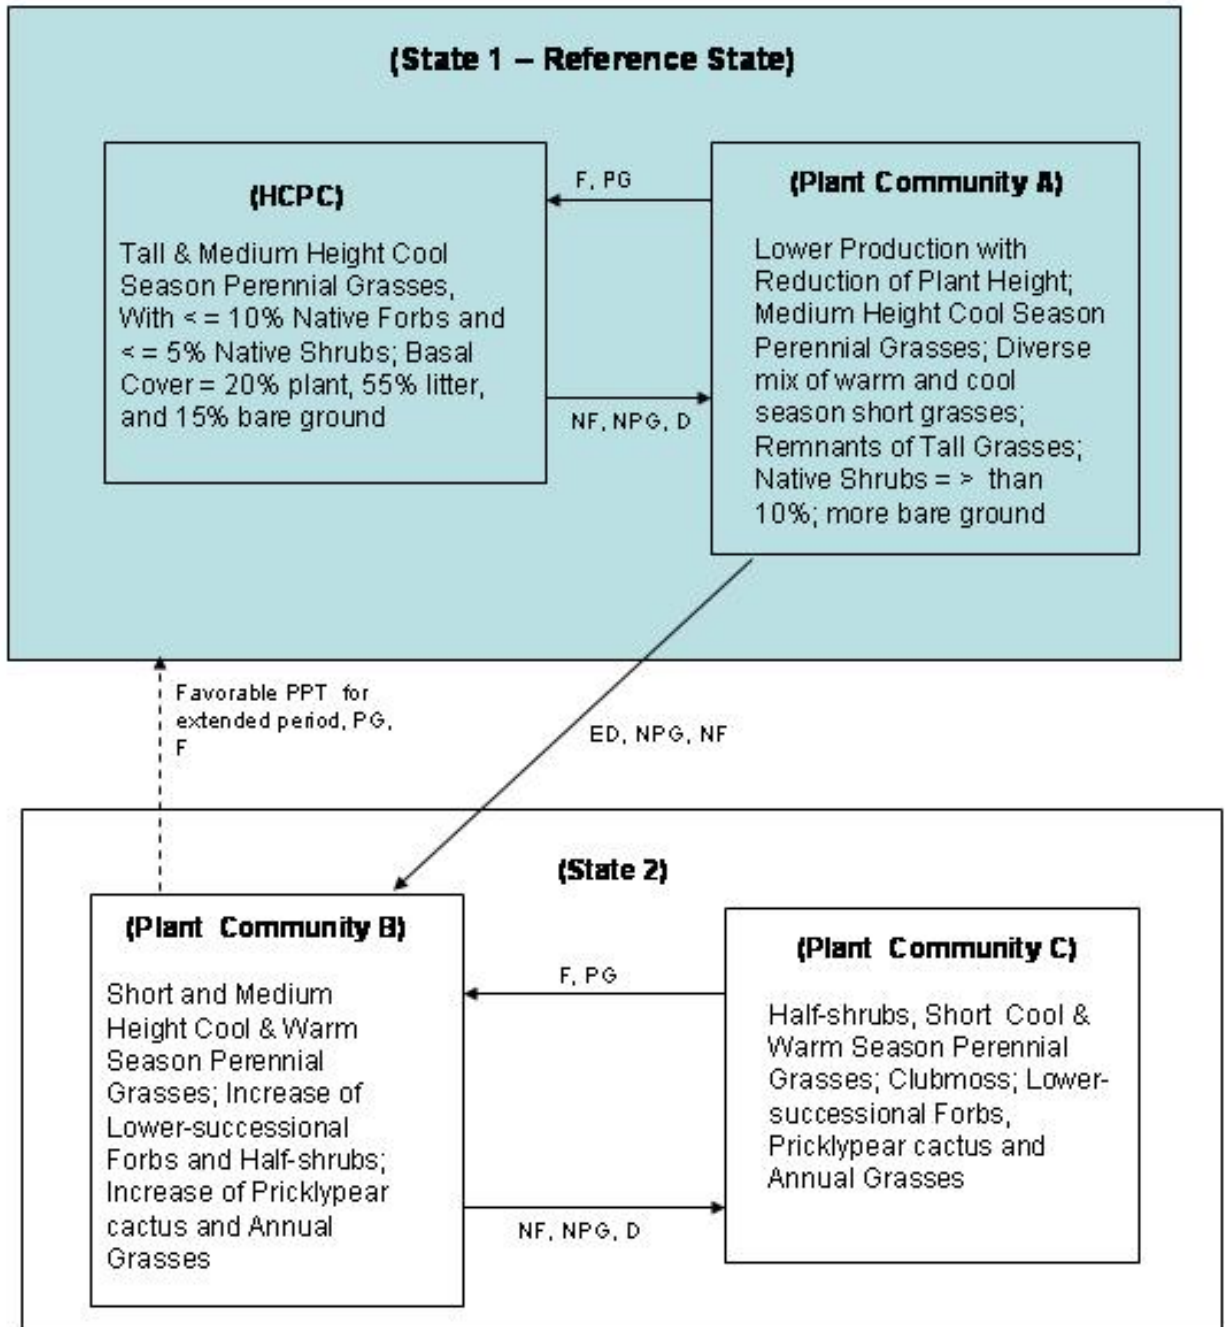 (State 1 – Reference State)
(HCPC)
Tall & Medium Height Cool
Season Perennial Grasses,
With < = 10% Native Forbs and
< = 5% Native Shrubs; Basal
Cover = 20% plant, 55% litter,
and 15% bare ground
F, PG
NF, NPG, D
(Plant Community A)
Lower Production with
Reduction of Plant Height;
Medium Height Cool Season
Perennial Grasses; Diverse
mix of warm and cool
season short grasses;
Remnants of Tall Grasses;
Native Shrubs = > than
10%; more bare ground
Favorable PPT for
extended period, PG,
F
ED, NPG, NF
(State 2)
(Plant Community B)
Short and Medium
Height Cool & Warm
Season Perennial
Grasses; Increase of
Lower-successional
Forbs and Half-shrubs;
Increase of Pricklypear
cactus and Annual
Grasses
F, PG
NF, NPG, D
(Plant Community C)
Half-shrubs, Short Cool &
Warm Season Perennial
Grasses; Clubmoss; Lower-
successional Forbs,
Pricklypear cactus and
Annual Grasses